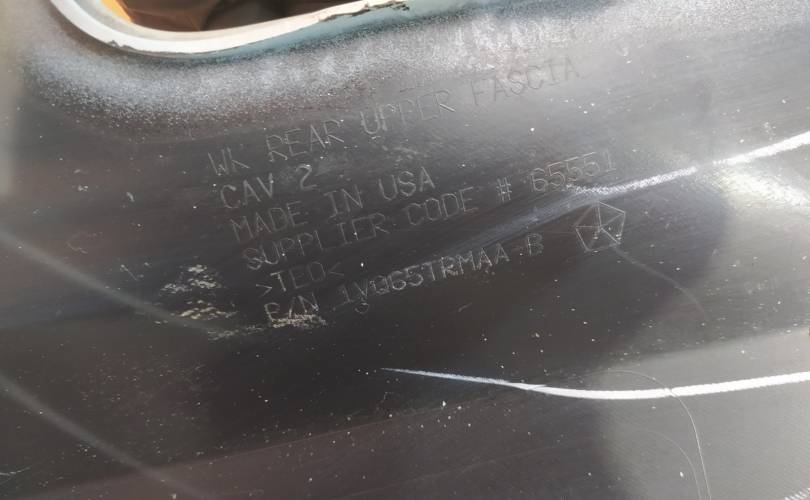 WK REAR UPPER FASCIA
CAV 2
MADE IN USA
SUPPLIER CODE # 65551
>TEO<
P/N 1VQ65TRMAA-B